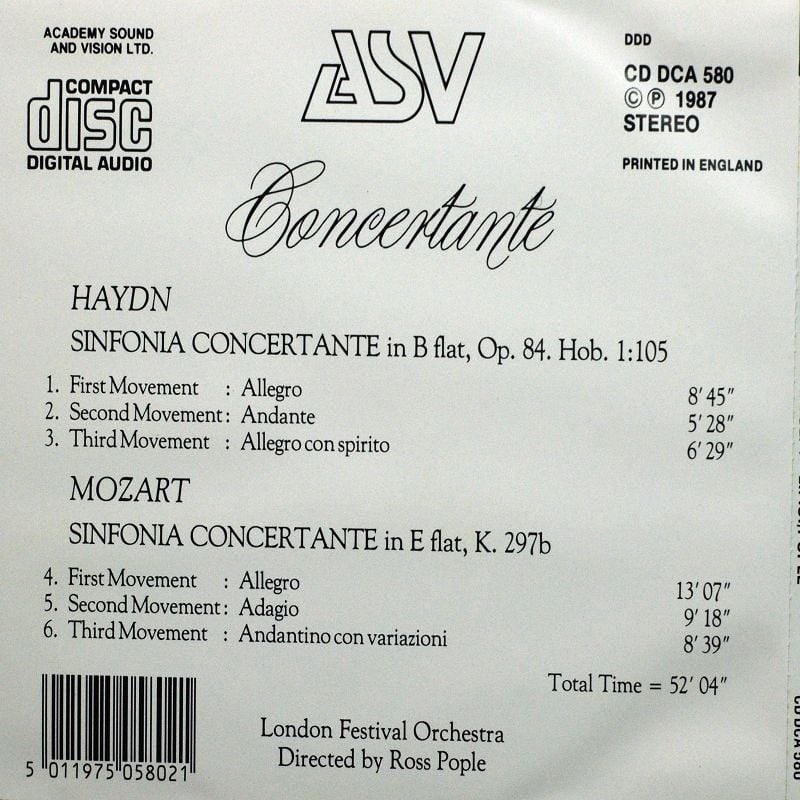 ACADEMY SOUND
AND VISION LTD.
COMPACT
disc
DIGITAL AUDIO
ASV
DDD
CD DCA 580
© ℗ 1987
STEREO
PRINTED IN ENGLAND
Concertante
HAYDN
SINFONIA CONCERTANTE in B flat, Op. 84. Hob. 1:105
1. First Movement : Allegro 8′ 45″
2. Second Movement : Andante 5′ 28″
3. Third Movement : Allegro con spirito 6′ 29″
MOZART
SINFONIA CONCERTANTE in E flat, K. 297b
4. First Movement : Allegro 13′ 07″
5. Second Movement : Adagio 9′ 18″
6. Third Movement : Andantino con variazioni 8′ 39″
Total Time = 52′ 04″
London Festival Orchestra
Directed by Ross Pople
5 011975 058021
CD DCA 580